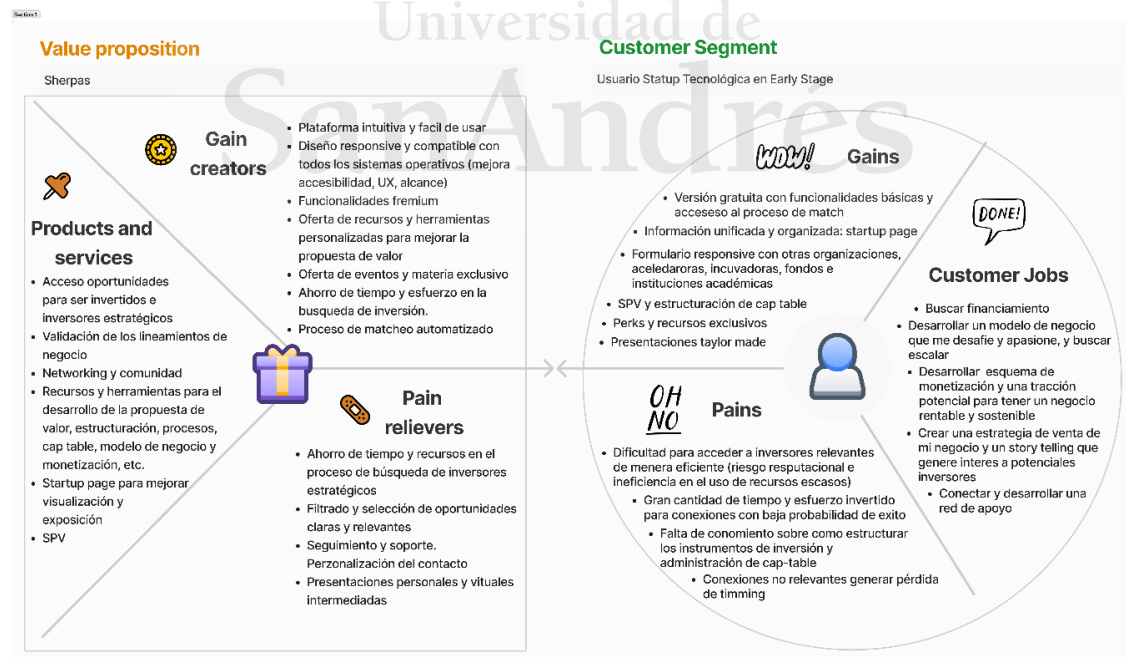 Section 1
Universidad de
SanAndrés
Value proposition
Sherpas
Gain
creators
• Plataforma intuitiva y facil de usar
• Diseño responsive y compatible con
todos los sistemas operativos (mejora
accesibilidad, UX, alcance)
• Funcionalidades fremium
• Oferta de recursos y herramientas
personalizadas para mejorar la
propuesta de valor
• Oferta de eventos y materia exclusivo
• Ahorro de tiempo y esfuerzo en la
busqueda de inversión.
• Proceso de matcheo automatizado
Products and
services
• Acceso oportunidades
para ser invertidos e
inversores estratégicos
• Validación de los lineamientos de
negocio
• Networking y comunidad
• Recursos y herramientas para el
desarrollo de la propuesta de
valor, estructuración, procesos,
cap table, modelo de negocio y
monetización, etc.
• Startup page para mejorar
visualización y
exposición
• SPV
Pain
relievers
• Ahorro de tiempo y recursos en el
proceso de búsqueda de inversores
estratégicos
• Filtrado y selección de oportunidades
claras y relevantes
• Seguimiento y soporte.
Perzonalización del contacto
• Presentaciones personales y vituales
intermediadas
Customer Segment
Usuario Statup Tecnológica en Early Stage
WOW!
Gains
• Versión gratuita con funcionalidades básicas y
acceseso al proceso de match
• Información unificada y organizada: startup page
• Formulario responsive con otras organizaciones,
aceledaroras, incuvadoras, fondos e
instituciones académicas
• SPV y estructuración de cap table
• Perks y recursos exclusivos
• Presentaciones taylor made
DONE!
Customer Jobs
• Buscar financiamiento
• Desarrollar un modelo de negocio
que me desafie y apasione, y buscar
escalar
• Desarrollar esquema de
monetización y una tracción
potencial para tener un negocio
rentable y sostenible
• Crear una estrategia de venta de
mi negocio y un story telling que
genere interes a potenciales
inversores
• Conectar y desarrollar una
red de apoyo
OH
NO
Pains
• Dificultad para acceder a inversores relevantes
de menera eficiente (riesgo resputacional e
ineficiencia en el uso de recursos escasos)
• Gran cantidad de tiempo y esfuerzo invertido
para conexiones con baja probabilidad de exito
• Falta de conomiento sobre como estructurar
los instrumentos de inversión y
administración de cap-table
• Conexiones no relevantes generar pérdida
de timming